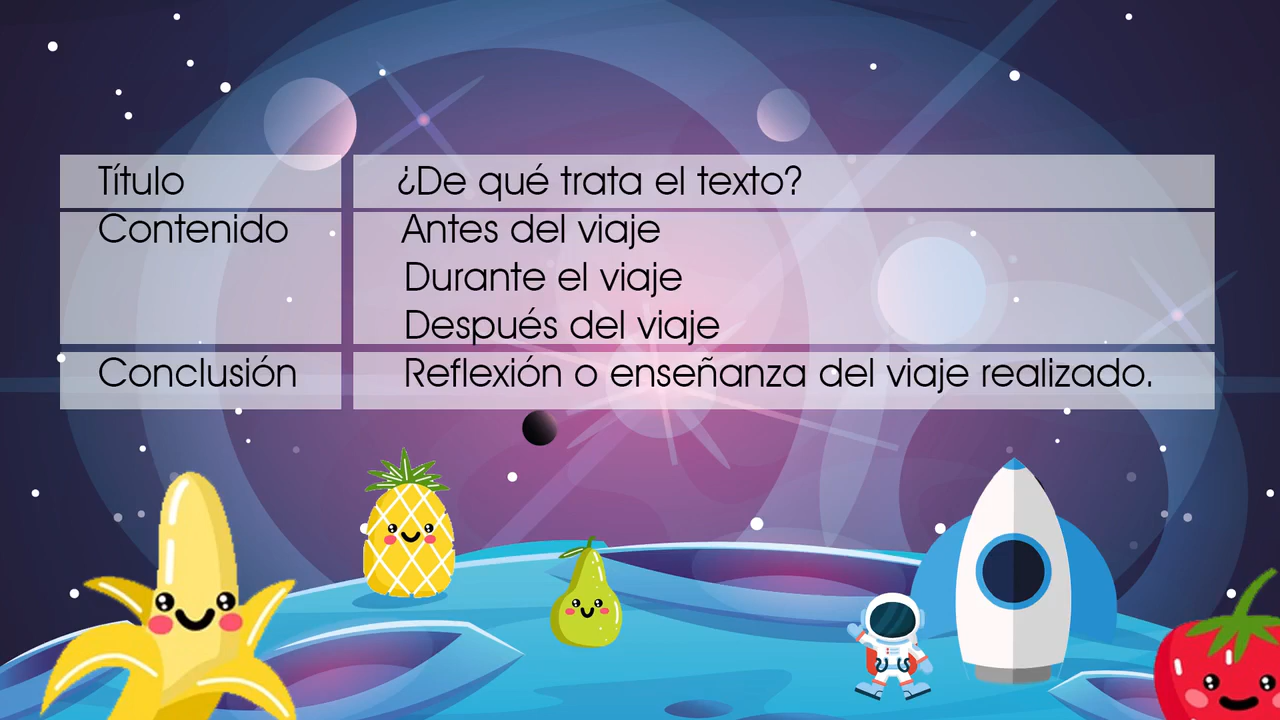 Título ¿De qué trata el texto?
Contenido Antes del viaje
Durante el viaje
Después del viaje
Conclusión Reflexión o enseñanza del viaje realizado.